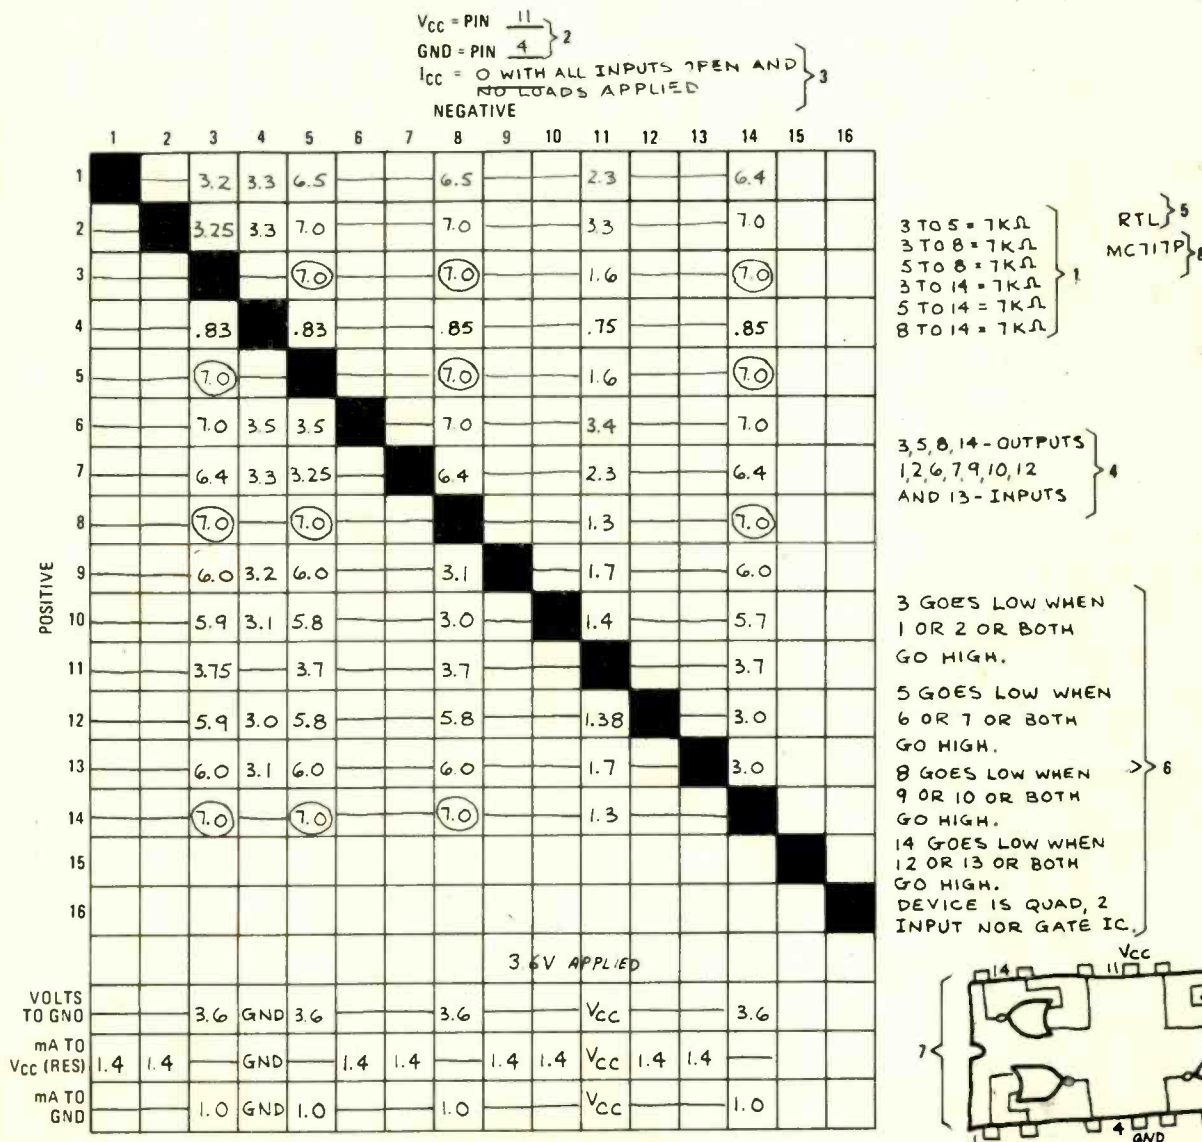 VCC = PIN 11
GND = PIN 4
} 2
ICC = 0 WITH ALL INPUTS OPEN AND
NO LOADS APPLIED
} 3
NEGATIVE
1 2 3 4 5 6 7 8 9 10 11 12 13 14 15 16
POSITIVE
1 3.2 3.3 6.5 6.5 2.3 6.4
2 3.25 3.3 7.0 7.0 3.3 7.0
3 7.0 7.0 1.6 7.0
4 .83 .83 .85 .75 .85
5 7.0 7.0 1.6 7.0
6 7.0 3.5 3.5 7.0 3.4 7.0
7 6.4 3.3 3.25 6.4 2.3 6.4
8 7.0 7.0 1.3 7.0
9 6.0 3.2 6.0 3.1 1.7 6.0
10 5.9 3.1 5.8 3.0 1.4 5.7
11 3.75 3.7 3.7 3.7
12 5.9 3.0 5.8 5.8 1.38 3.0
13 6.0 3.1 6.0 6.0 1.7 3.0
14 7.0 7.0 7.0 1.3
15
16
3.6V APPLIED
VOLTS
TO GND 3.6 GND 3.6 3.6 VCC 3.6
mA TO
VCC (RES) 1.4 1.4 GND 1.4 1.4 1.4 1.4 VCC 1.4 1.4
mA TO
GND 1.0 GND 1.0 1.0 VCC 1.0
3 TO 5 = 7KΩ
3 TO 8 = 7KΩ
5 TO 8 = 7KΩ
3 TO 14 = 7KΩ
5 TO 14 = 7KΩ
8 TO 14 = 7KΩ
} 1
RTL } 5
MC717P }
3,5,8,14 - OUTPUTS
1,2,6,7,9,10,12
AND 13 - INPUTS
} 4
3 GOES LOW WHEN
1 OR 2 OR BOTH
GO HIGH.
5 GOES LOW WHEN
6 OR 7 OR BOTH
GO HIGH.
8 GOES LOW WHEN
9 OR 10 OR BOTH
GO HIGH.
14 GOES LOW WHEN
12 OR 13 OR BOTH
GO HIGH.
DEVICE IS QUAD, 2
INPUT NOR GATE IC.
} 6
VCC
14 11
7 {
1 4
GND